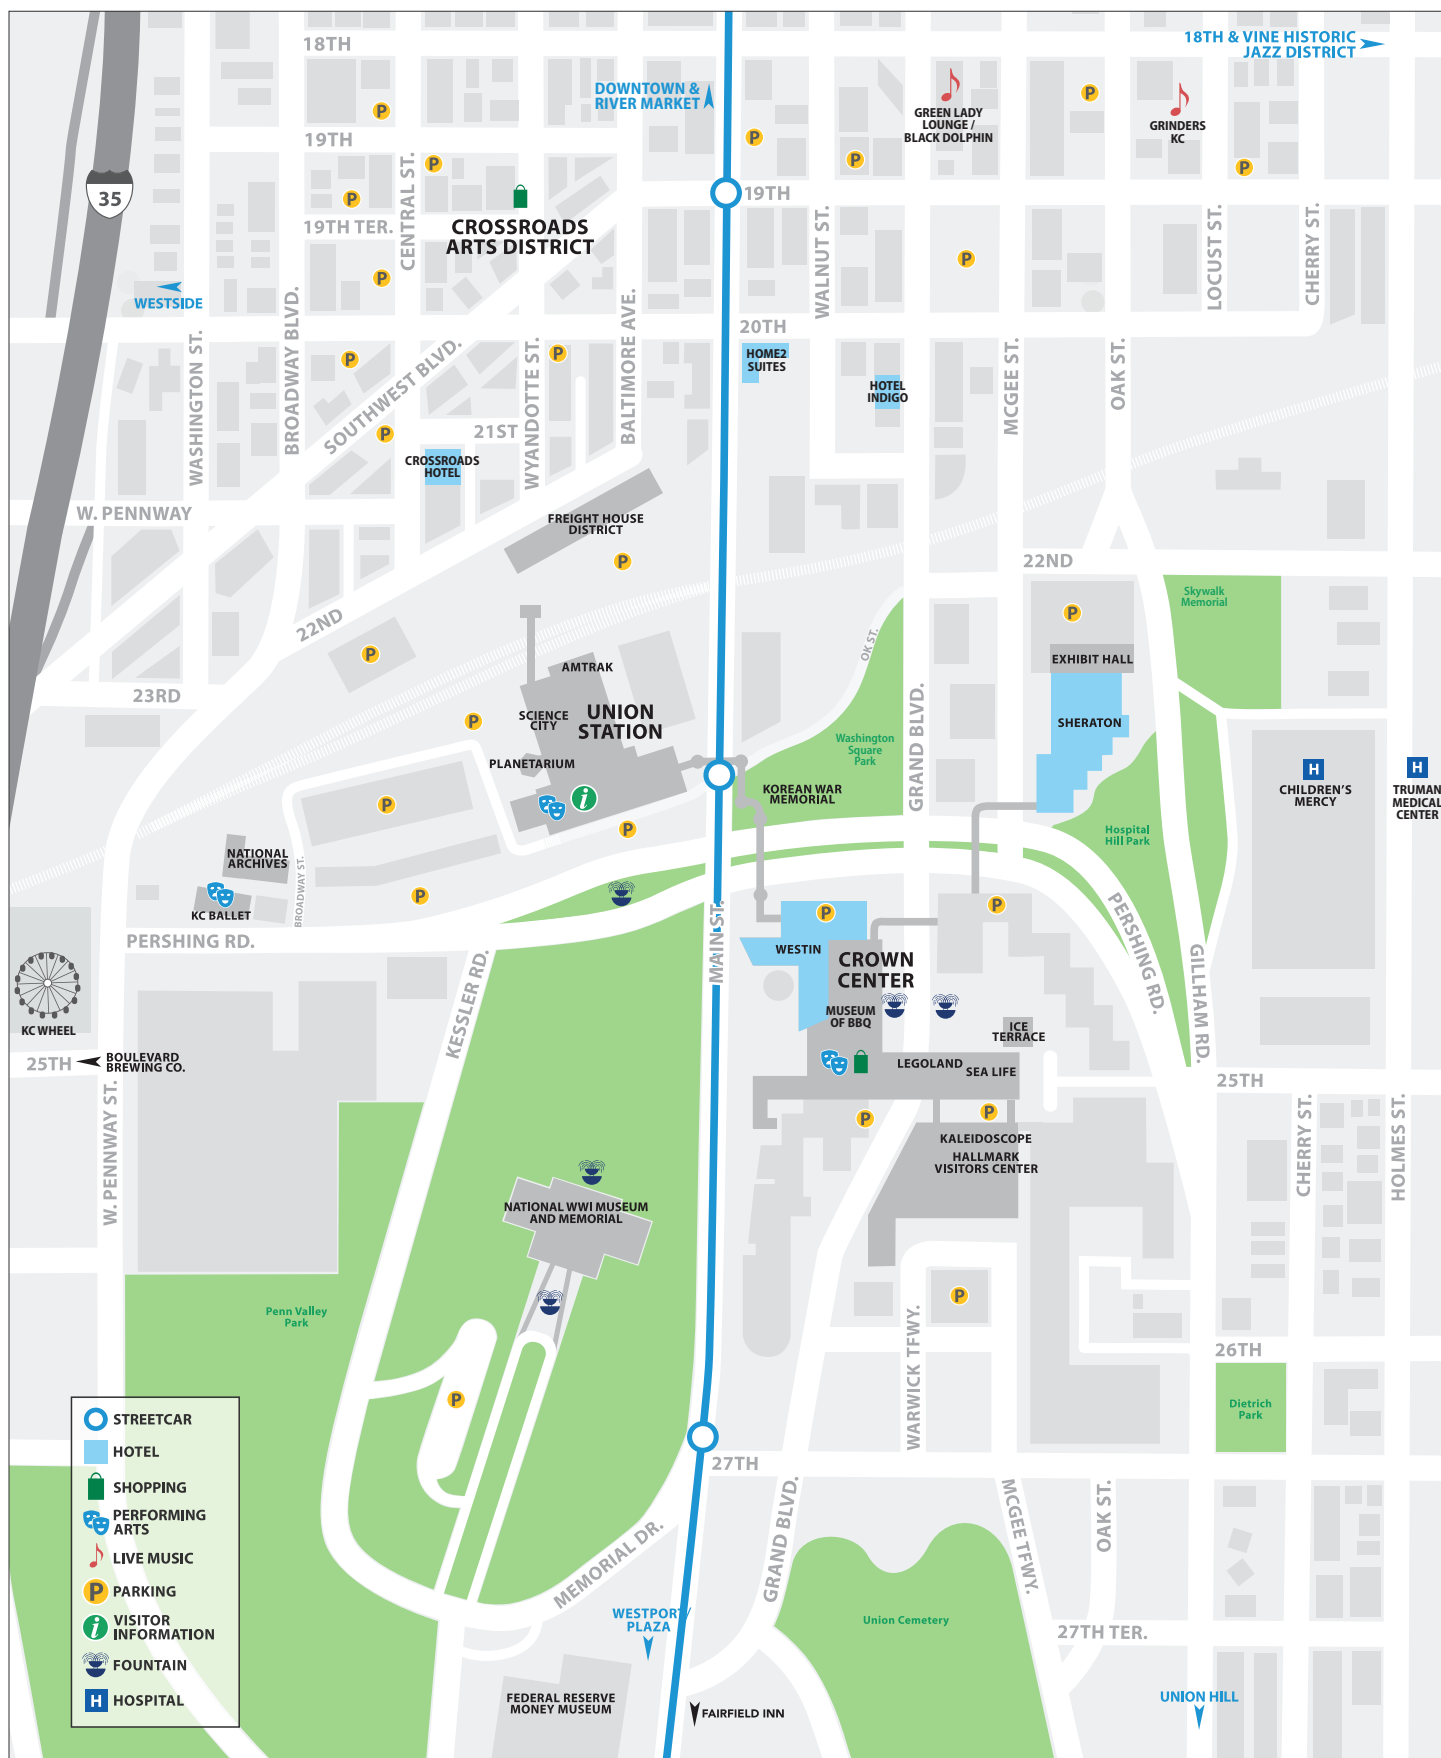 18TH
18TH & VINE HISTORIC
JAZZ DISTRICT
DOWNTOWN &
RIVER MARKET
P
P
P
GREEN LADY
LOUNGE /
BLACK DOLPHIN
GRINDERS
KC
19TH
P
P
P
35
CENTRAL ST.
P
19TH
19TH TER.
CROSSROADS
ARTS DISTRICT
WALNUT ST.
LOCUST ST.
CHERRY ST.
P
P
WESTSIDE
BROADWAY BLVD.
WASHINGTON ST.
BALTIMORE AVE.
20TH
P
P
SOUTHWEST BLVD.
WYANDOTTE ST.
HOME2
SUITES
HOTEL
INDIGO
MCGEE ST.
OAK ST.
P
21ST
CROSSROADS
HOTEL
W. PENNWAY
FREIGHT HOUSE
DISTRICT
P
22ND
22ND
Skywalk
Memorial
P
OK ST.
P
AMTRAK
EXHIBIT HALL
23RD
SCIENCE
CITY
UNION
STATION
P
SHERATON
GRAND BLVD.
Washington
Square
Park
PLANETARIUM
H
CHILDREN'S
MERCY
H
TRUMAN
MEDICAL
CENTER
KOREAN WAR
MEMORIAL
i
P
P
Hospital
Hill Park
NATIONAL
ARCHIVES
BROADWAY ST.
KC BALLET
P
P
P
PERSHING RD.
MAIN ST.
WESTIN
CROWN
CENTER
PERSHING RD.
GILLHAM RD.
KESSLER RD.
KC WHEEL
MUSEUM
OF BBQ
ICE
TERRACE
25TH
BOULEVARD
BREWING CO.
LEGOLAND
SEA LIFE
25TH
P
P
W. PENNWAY ST.
KALEIDOSCOPE
HALLMARK
VISITORS CENTER
CHERRY ST.
HOLMES ST.
NATIONAL WWI MUSEUM
AND MEMORIAL
P
Penn Valley
Park
WARWICK TFWY.
26TH
P
Dietrich
Park
STREETCAR
HOTEL
SHOPPING
PERFORMING
ARTS
LIVE MUSIC
P PARKING
i VISITOR
INFORMATION
FOUNTAIN
H HOSPITAL
27TH
GRAND BLVD.
MCGEE TFWY.
OAK ST.
MEMORIAL DR.
WESTPORT/
PLAZA
Union Cemetery
27TH TER.
FEDERAL RESERVE
MONEY MUSEUM
FAIRFIELD INN
UNION HILL